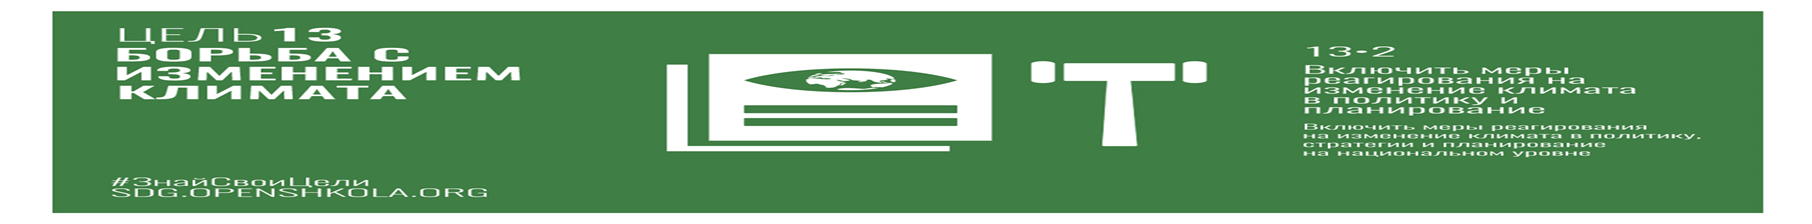 ЦЕЛЬ 13
БОРЬБА С
ИЗМЕНЕНИЕМ
КЛИМАТА
#ЗнайСвоиЦели
SDG.OPENSHKOLA.ORG
13•2
Включить меры
реагирования на
изменение климата
в политику и
планирование
Включить меры реагирования
на изменение климата в политику,
стратегии и планирование
на национальном уровне